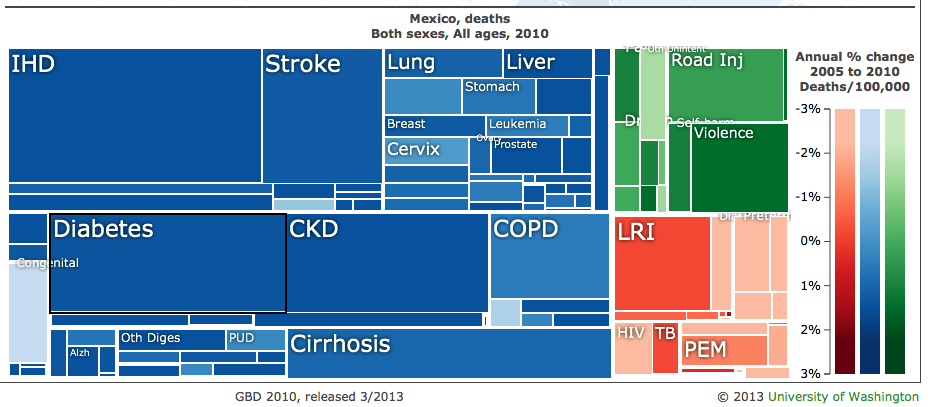 Mexico, deaths
Both sexes, All ages, 2010
IHD
Stroke
Lung
Liver
Stomach
Breast
Leukemia
Cervix
Prostate
Road Inj
Self-harm
Violence
Diabetes
CKD
COPD
Congenital
Alzh
Oth Diges
PUD
Cirrhosis
LRI
HIV
TB
PEM
Annual % change
2005 to 2010
Deaths/100,000
-3%
-2%
-1%
0%
1%
2%
3%
GBD 2010, released 3/2013
© 2013 University of Washington